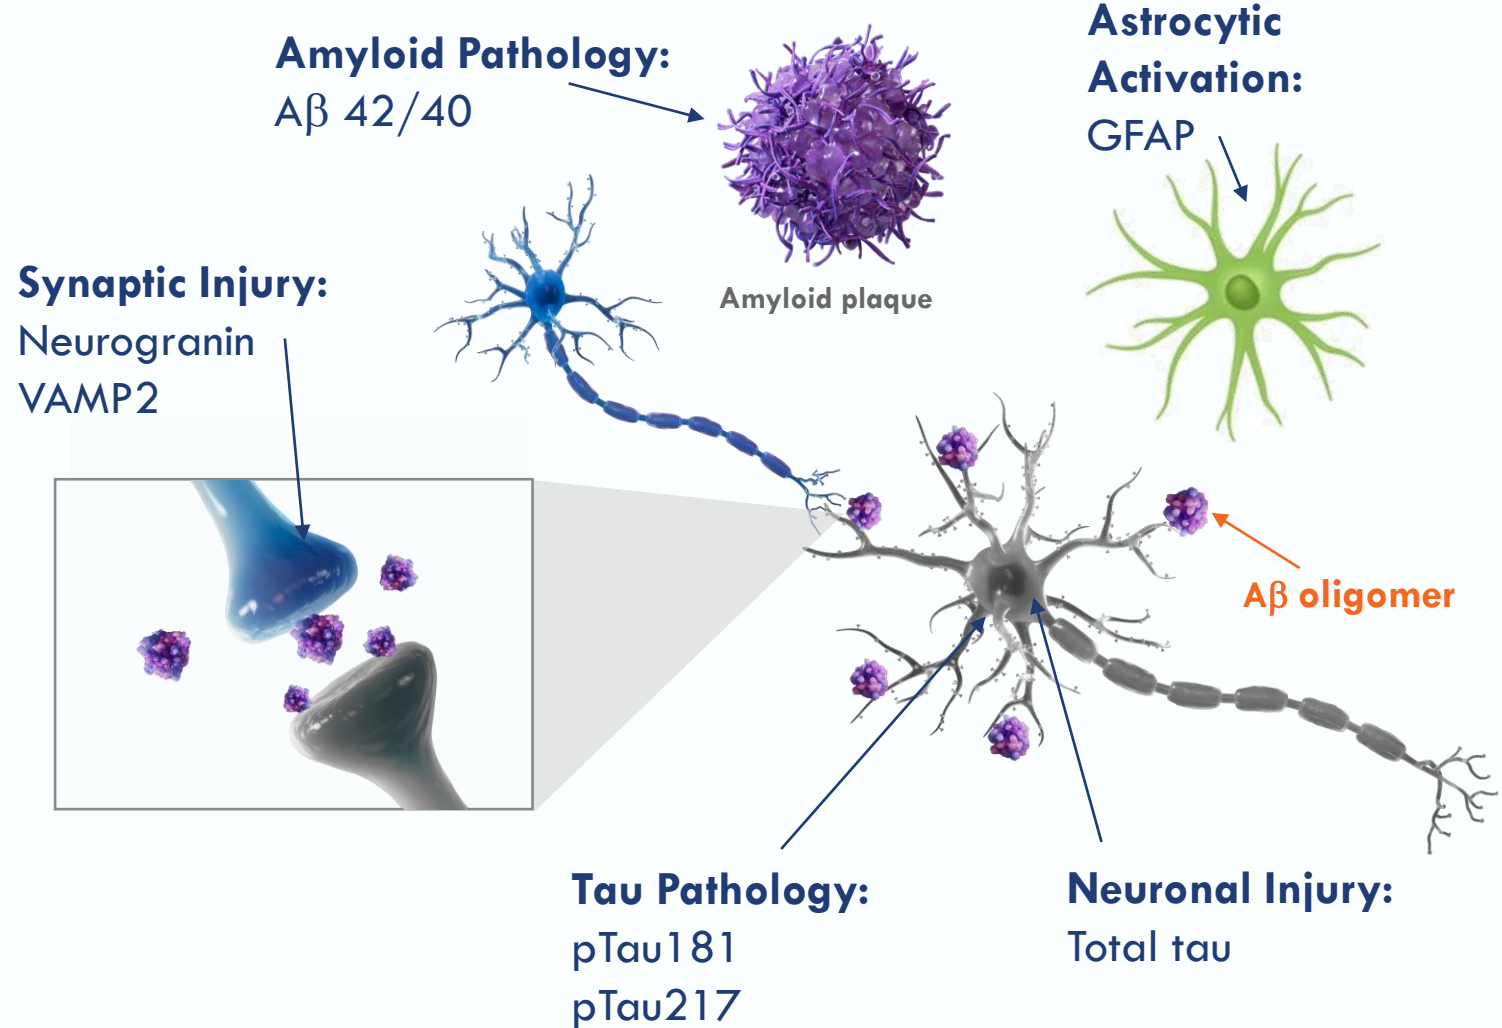 Amyloid Pathology:
Aβ 42/40
Astrocytic
Activation:
GFAP
Synaptic Injury:
Neurogranin
VAMP2
Amyloid plaque
Aβ oligomer
Tau Pathology:
pTau181
pTau217
Neuronal Injury:
Total tau